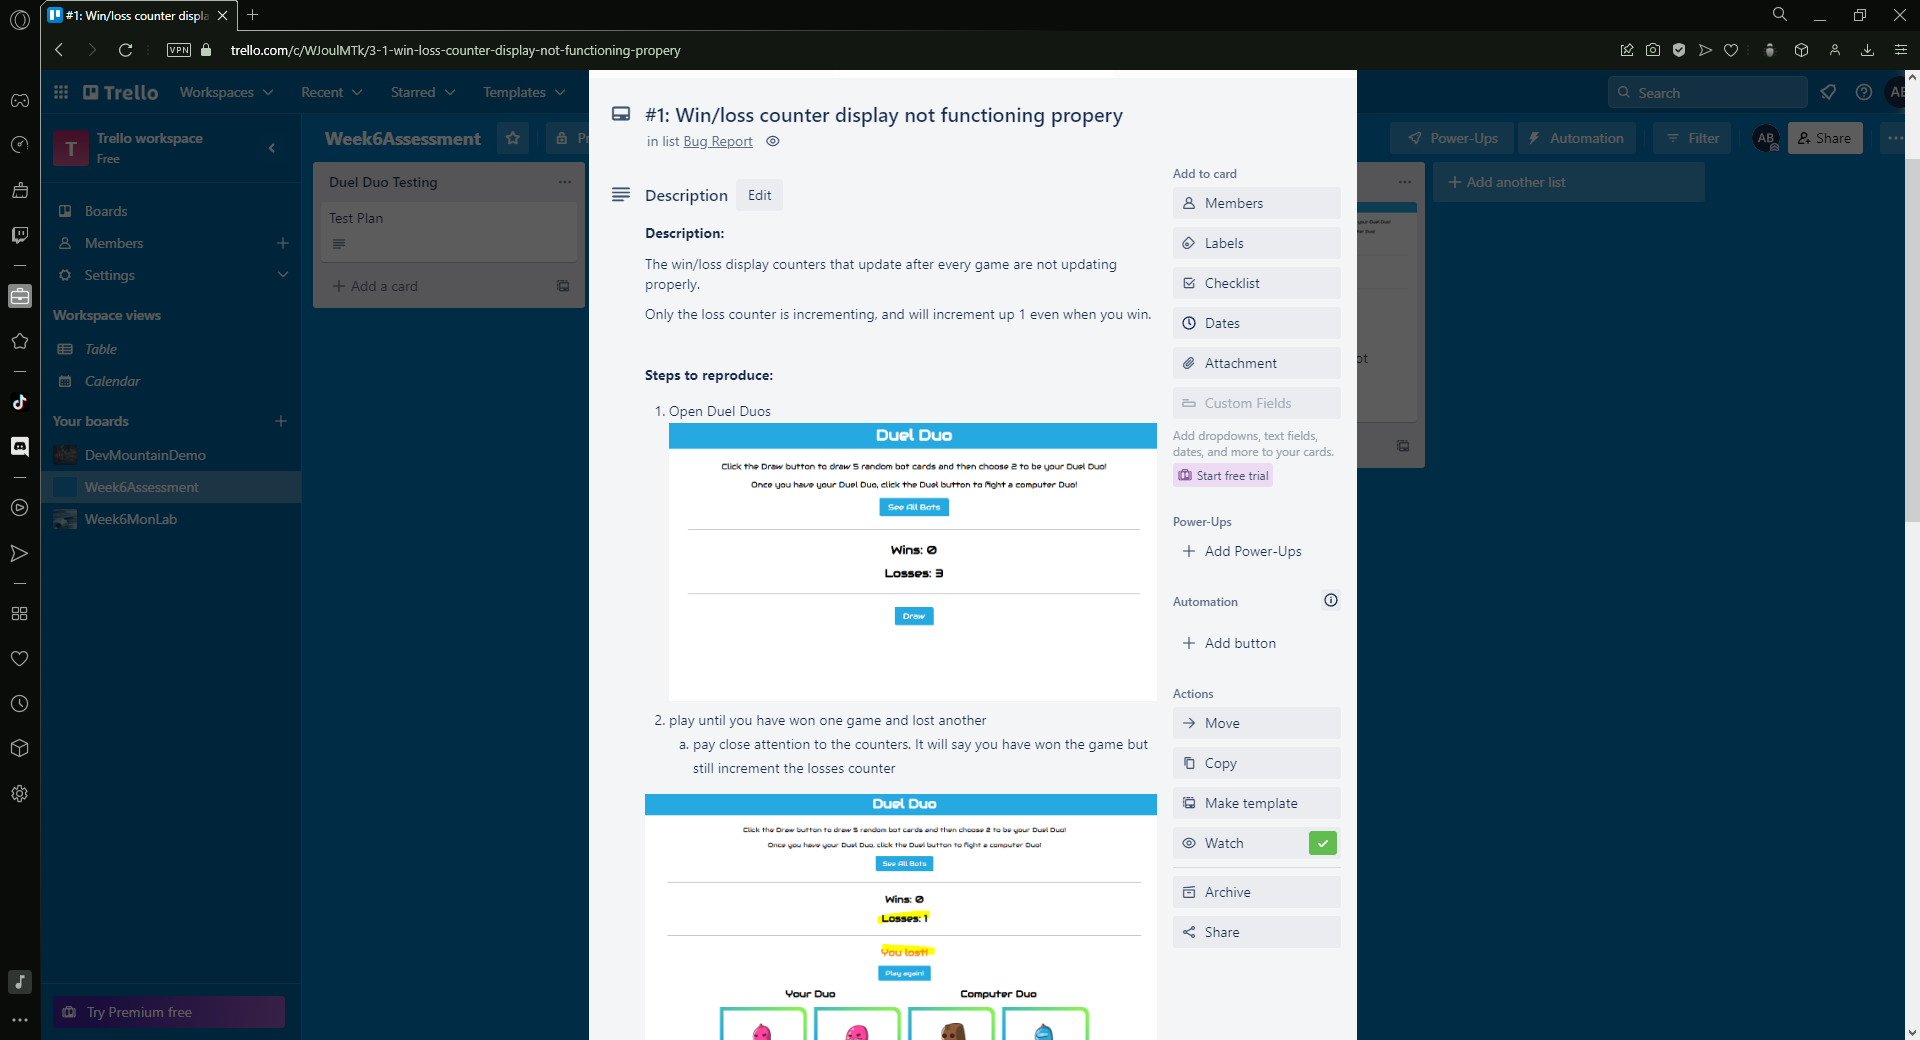 #1: Win/loss counter displa
VPN
trello.com/c/WJoulMTk/3-1-win-loss-counter-display-not-functioning-propery
Trello
Workspaces
Recent
Starred
Templates
Search
T
Trello workspace
Free
Week6Assessment
Power-Ups
Automation
Filter
AB
Share
Boards
Members
Settings
Workspace views
Table
Calendar
Your boards
DevMountainDemo
Week6Assessment
Week6MonLab
Try Premium free
Duel Duo Testing
Test Plan
Add a card
Add another list
#1: Win/loss counter display not functioning propery
in list Bug Report
Description
Edit
Description:
The win/loss display counters that update after every game are not updating
properly.
Only the loss counter is incrementing, and will increment up 1 even when you win.
Steps to reproduce:
1. Open Duel Duos
Duel Duo
Click the Draw button to draw 5 random bot cards and then choose 2 to be your Duel Duo!
Once you have your Duel Duo, click the Duel button to fight a computer Duo!
See All Bots
Wins: 0
Losses: 3
Draw
2. play until you have won one game and lost another
a. pay close attention to the counters. It will say you have won the game but
still increment the losses counter
Duel Duo
Click the Draw button to draw 5 random bot cards and then choose 2 to be your Duel Duo!
Once you have your Duel Duo, click the Duel button to fight a computer Duo!
See All Bots
Wins: 0
Losses: 1
You lost!
Play again!
Your Duo
Computer Duo
Add to card
Members
Labels
Checklist
Dates
Attachment
Custom Fields
Add dropdowns, text fields,
dates, and more to your cards.
Start free trial
Power-Ups
Add Power-Ups
Automation
Add button
Actions
Move
Copy
Make template
Watch
Archive
Share